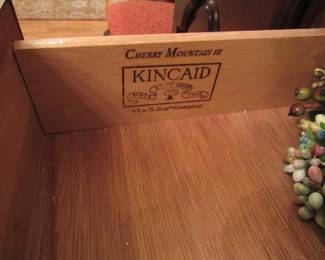 CHERRY MOUNTAIN III
KINCAID
A La-Z-Boy® Company